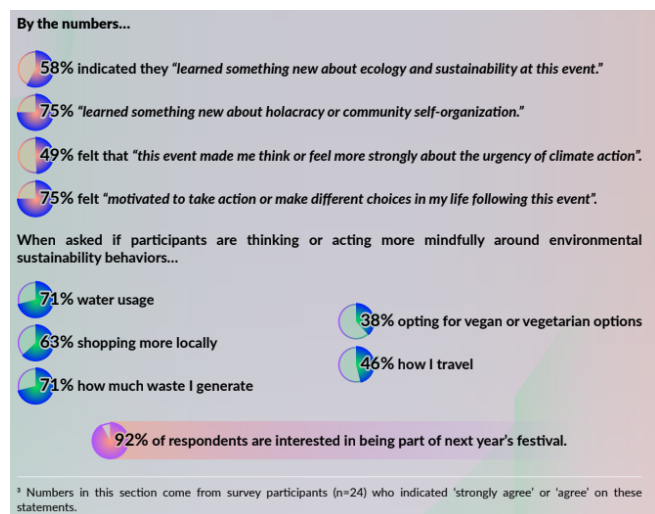 By the numbers...
58% indicated they “learned something new about ecology and sustainability at this event.”
75% “learned something new about holacracy or community self-organization.”
49% felt that “this event made me think or feel more strongly about the urgency of climate action”.
75% felt “motivated to take action or make different choices in my life following this event”.
When asked if participants are thinking or acting more mindfully around environmental
sustainability behaviors...
71% water usage
63% shopping more locally
71% how much waste I generate
38% opting for vegan or vegetarian options
46% how I travel
92% of respondents are interested in being part of next year's festival.
³ Numbers in this section come from survey participants (n=24) who indicated 'strongly agree' or 'agree' on these
statements.